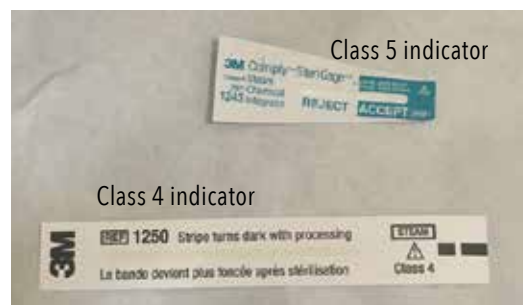 Class 5 indicator
3M Comply SteriGage
Steam
Chemical
1243 Integrator REJECT ACCEPT
Class 4 indicator
3M
REF 1250 Stripe turns dark with processing
STEAM
La bande devient plus foncée après stérilisation
Class 4